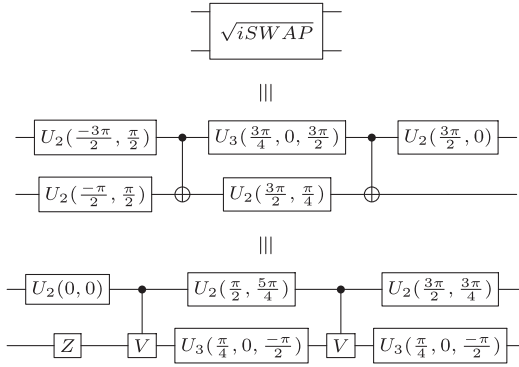 √iSWAP
|||
U₂(−3π/2, π/2) U₃(3π/4, 0, 3π/2) U₂(3π/2, 0)
U₂(−π/2, π/2) U₂(3π/2, π/4)
|||
U₂(0, 0) U₂(π/2, 5π/4) U₂(3π/2, 3π/4)
Z V U₃(π/4, 0, −π/2) V U₃(π/4, 0, −π/2)